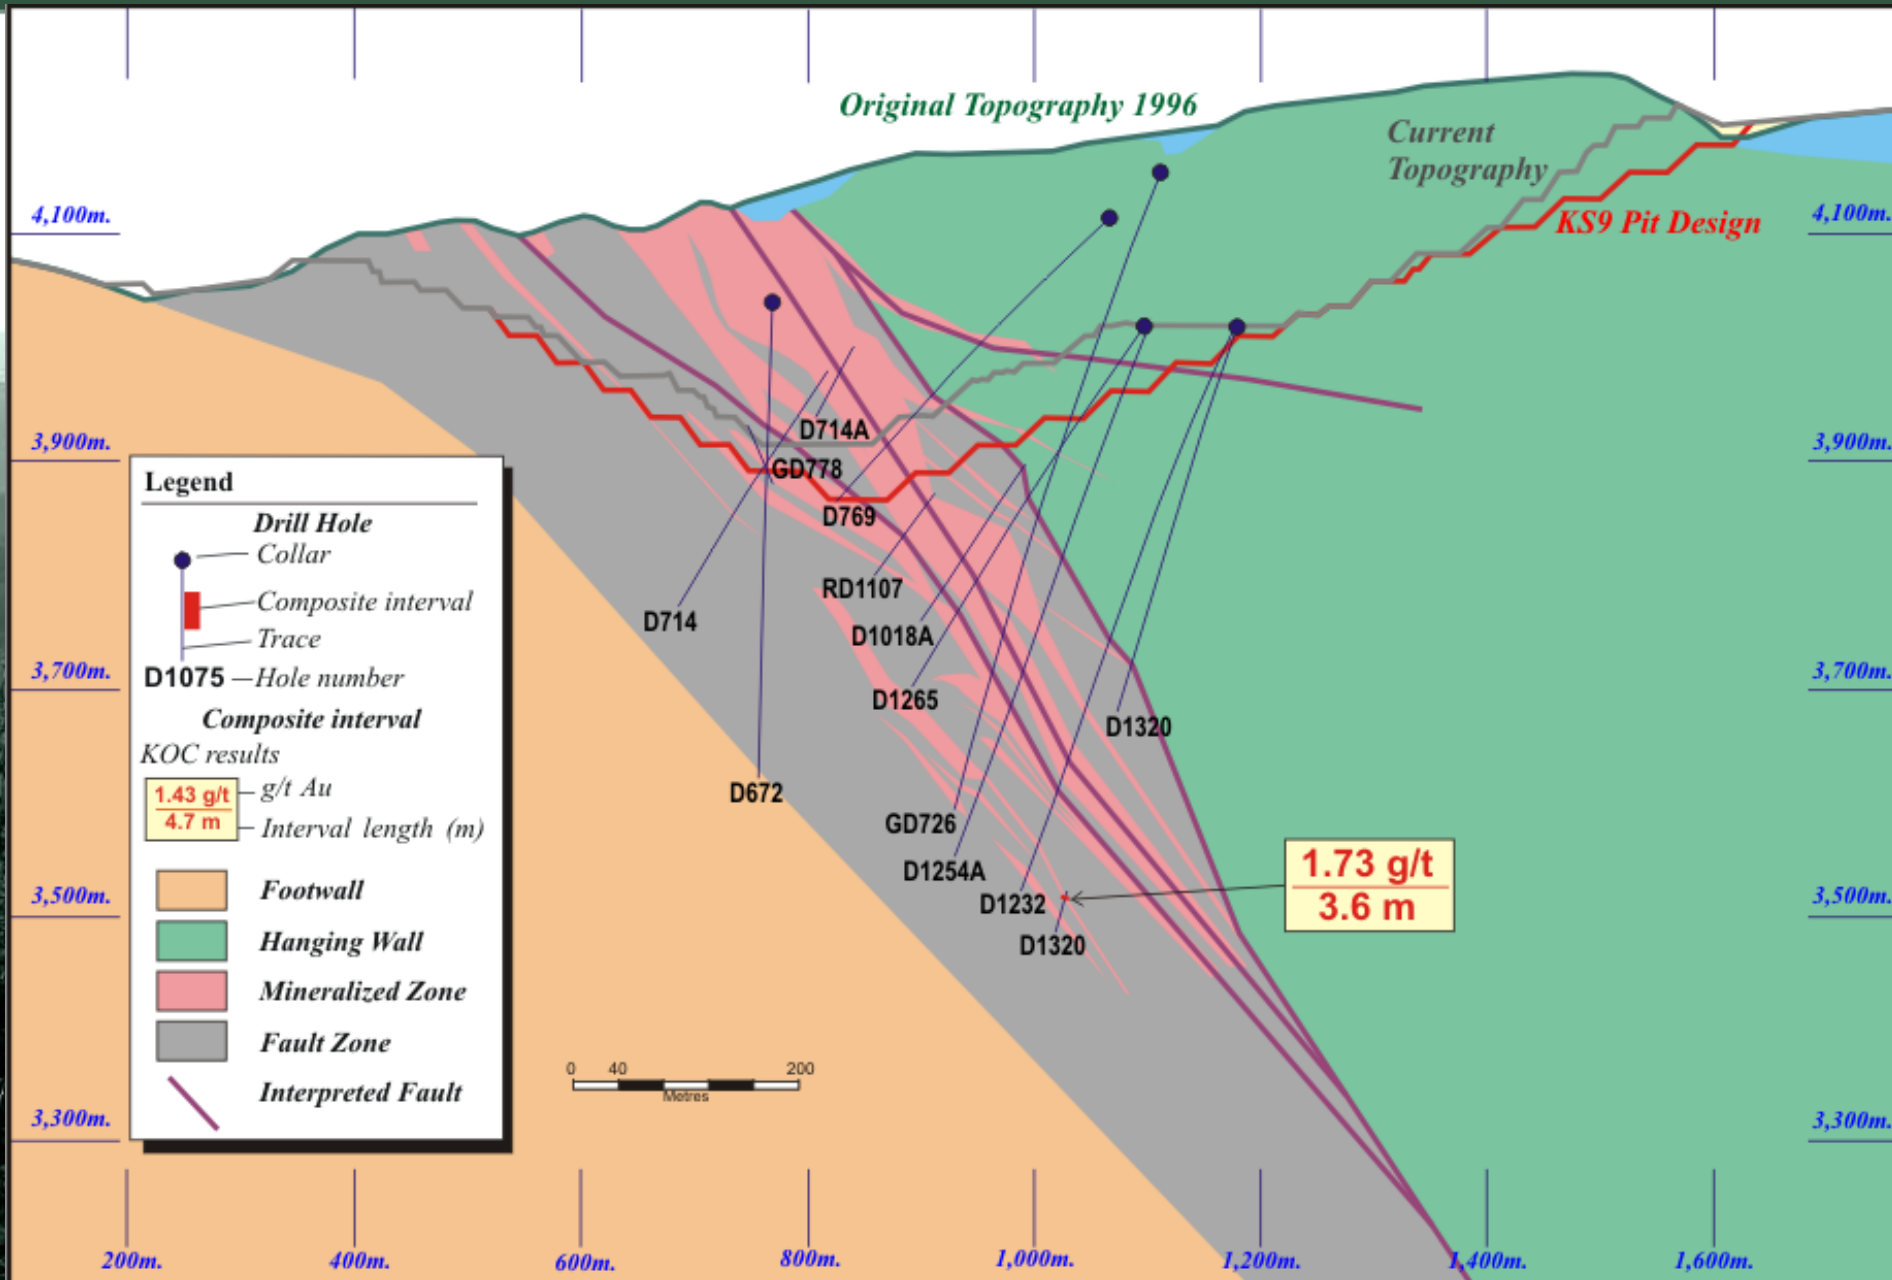 Original Topography 1996
Current
Topography
KS9 Pit Design
4,100m.
4,100m.
3,900m.
3,900m.
3,700m.
3,700m.
3,500m.
3,500m.
3,300m.
3,300m.
D714A
GD778
D769
RD1107
D714
D1018A
D1265
D1320
D672
GD726
D1254A
D1232
D1320
1.73 g/t
3.6 m
Legend
Drill Hole
Collar
Composite interval
Trace
D1075
Hole number
Composite interval
KOC results
1.43 g/t
4.7 m
g/t Au
Interval length (m)
Footwall
Hanging Wall
Mineralized Zone
Fault Zone
Interpreted Fault
0 40 200
Metres
200m. 400m. 600m. 800m. 1,000m. 1,200m. 1,400m. 1,600m.